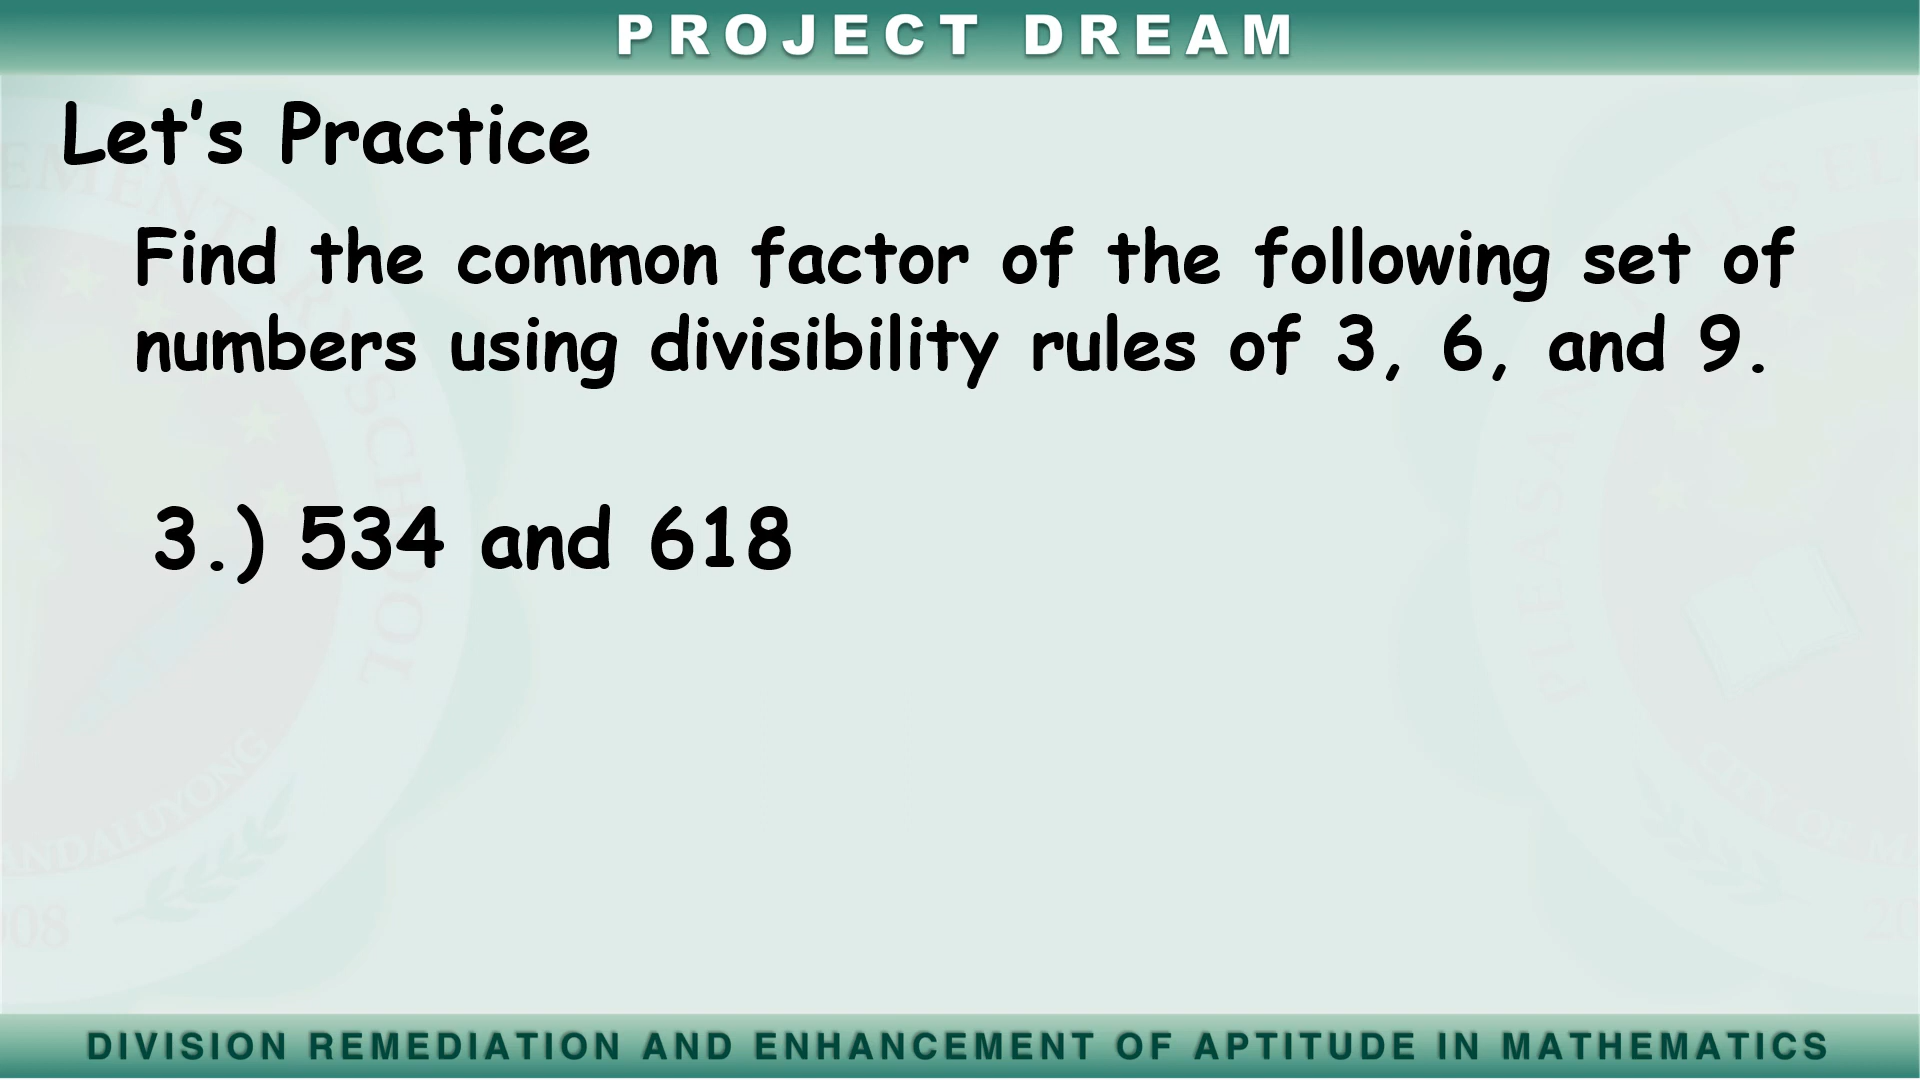 PROJECT DREAM
Let's Practice
Find the common factor of the following set of
numbers using divisibility rules of 3, 6, and 9.
3.) 534 and 618
DIVISION REMEDIATION AND ENHANCEMENT OF APTITUDE IN MATHEMATICS